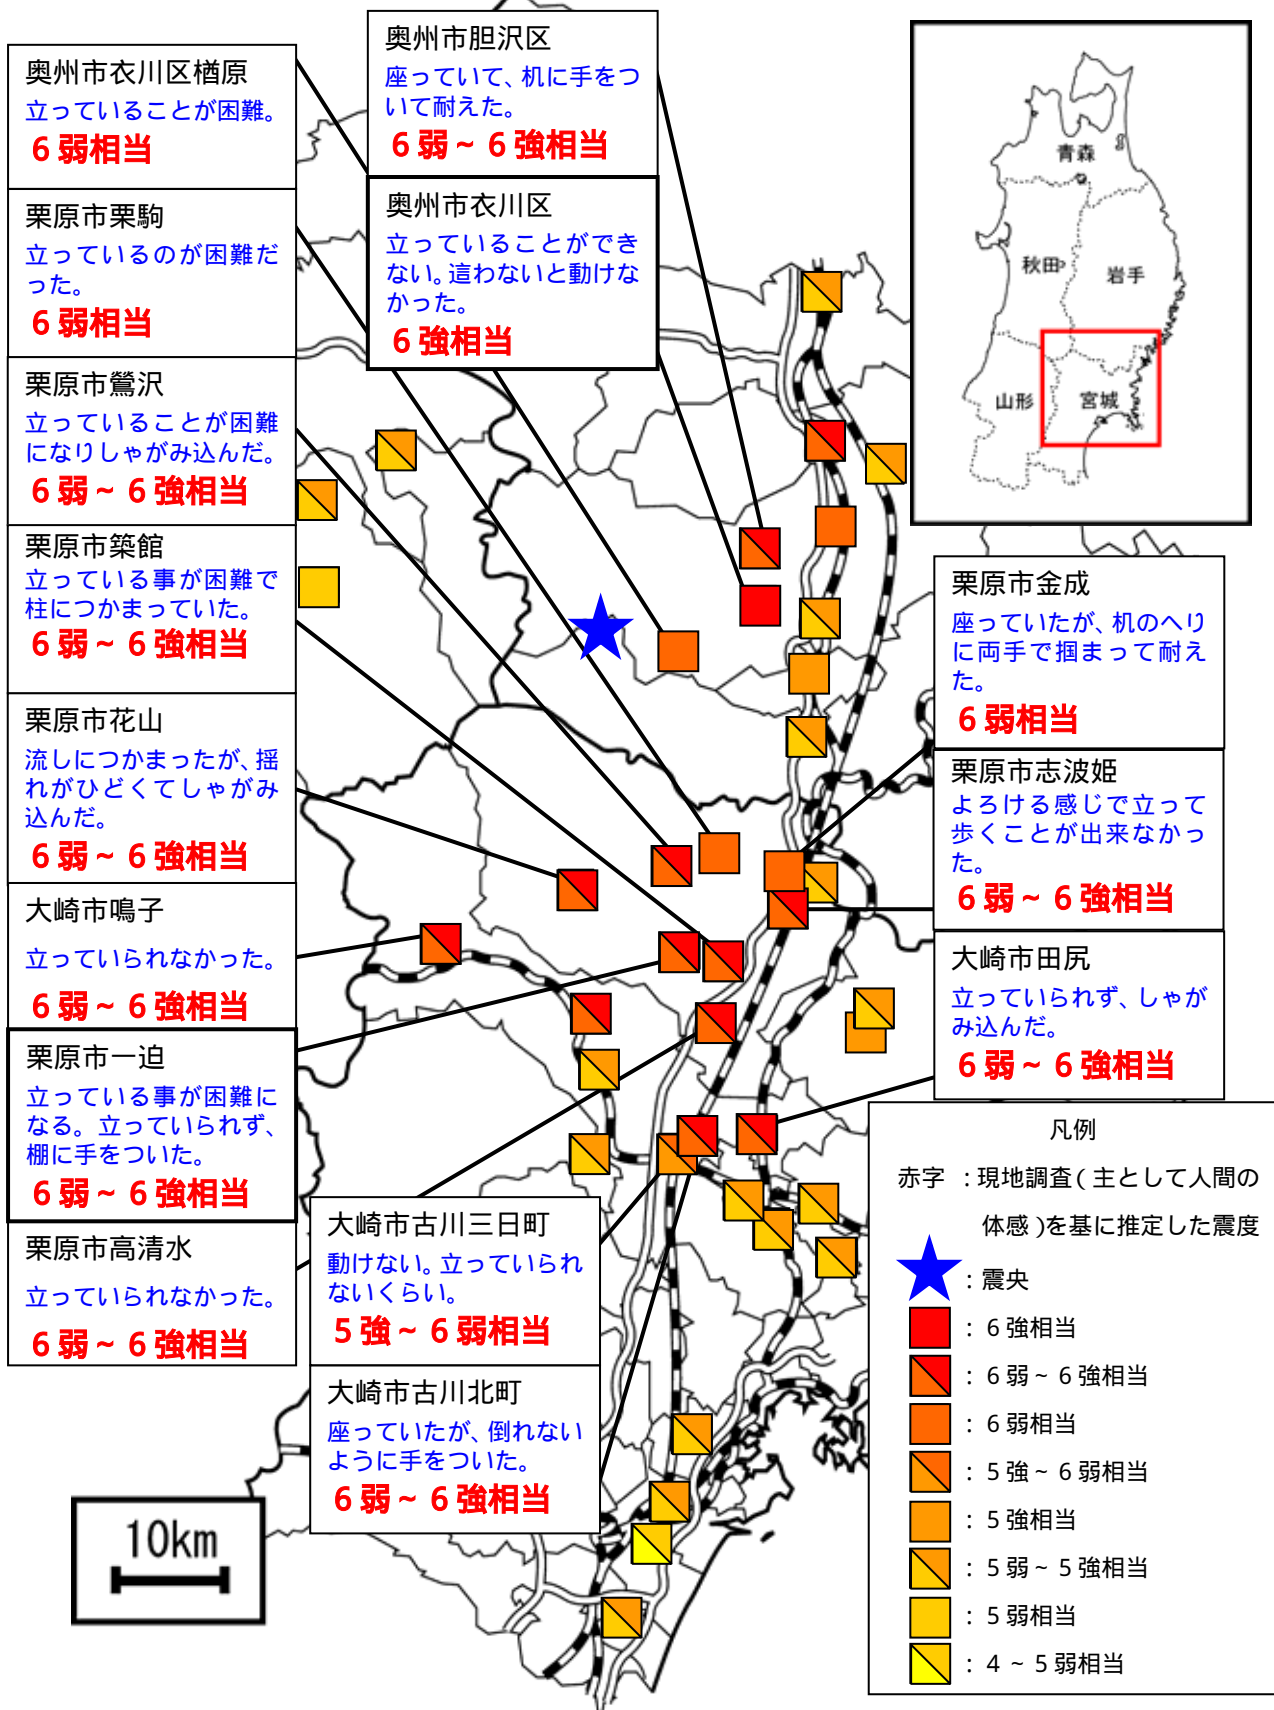 奥州市衣川区楢原
立っていることが困難。
６弱相当
栗原市栗駒
立っているのが困難だ
った。
６弱相当
栗原市鶯沢
立っていることが困難
になりしゃがみ込んだ。
６弱～６強相当
栗原市築館
立っている事が困難で
柱につかまっていた。
６弱～６強相当
栗原市花山
流しにつかまったが、揺
れがひどくてしゃがみ
込んだ。
６弱～６強相当
大崎市鳴子
立っていられなかった。
６弱～６強相当
栗原市一迫
立っている事が困難に
なる。立っていられず、
棚に手をついた。
６弱～６強相当
栗原市高清水
立っていられなかった。
６弱～６強相当
奥州市胆沢区
座っていて、机に手をつ
いて耐えた。
６弱～６強相当
奥州市衣川区
立っていることができ
ない。這わないと動けな
かった。
６強相当
青森
秋田
岩手
山形
宮城
栗原市金成
座っていたが、机のへり
に両手で掴まって耐え
た。
６弱相当
栗原市志波姫
よろける感じで立って
歩くことが出来なかっ
た。
６弱～６強相当
大崎市田尻
立っていられず、しゃが
み込んだ。
６弱～６強相当
大崎市古川三日町
動けない。立っていられ
ないくらい。
５強～６弱相当
大崎市古川北町
座っていたが、倒れない
ように手をついた。
６弱～６強相当
10km
凡例
赤字 ：現地調査(主として人間の
体感)を基に推定した震度
：震央
：６強相当
：６弱～６強相当
：６弱相当
：５強～６弱相当
：５強相当
：５弱～５強相当
：５弱相当
：４～５弱相当